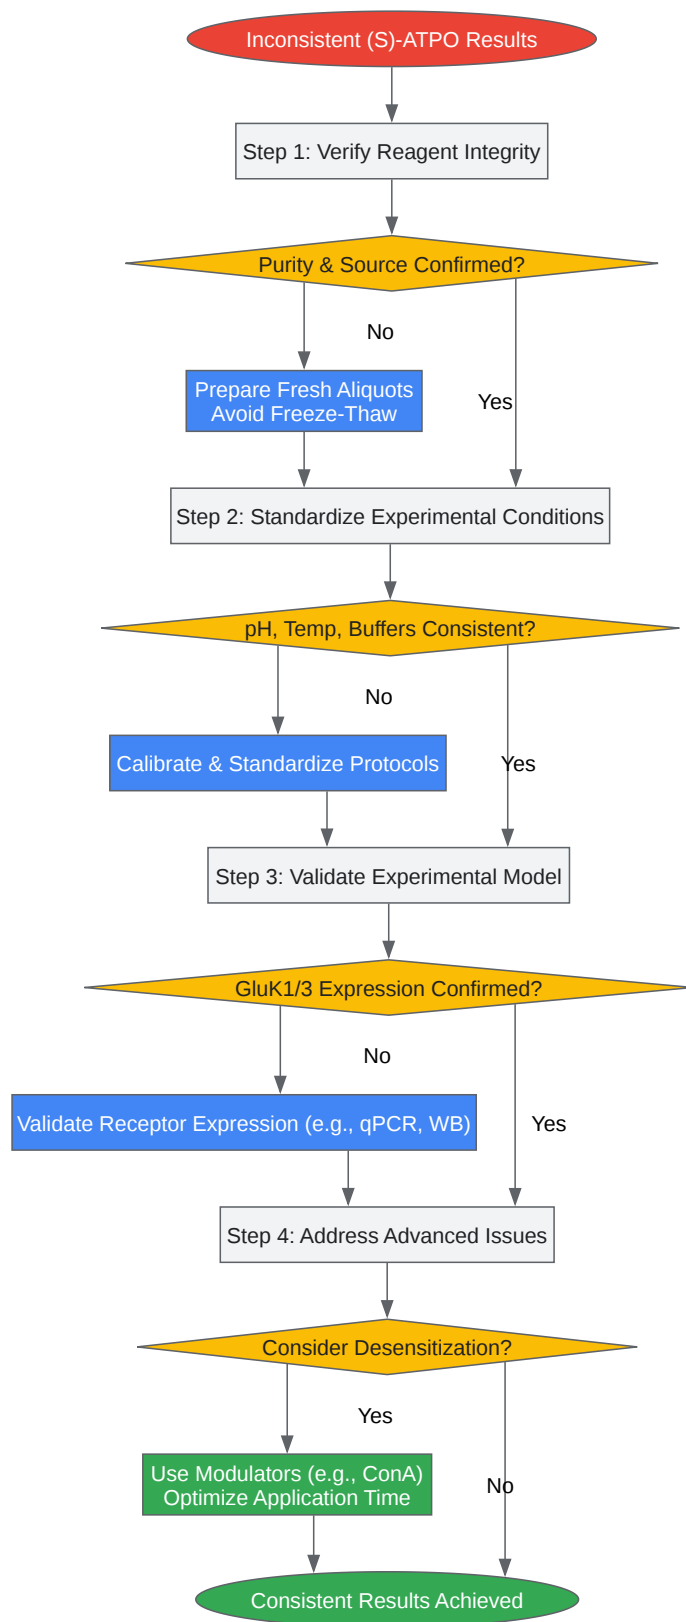 Inconsistent (S)-ATPO Results
Step 1: Verify Reagent Integrity
Purity & Source Confirmed?
No
Prepare Fresh Aliquots
Avoid Freeze-Thaw
Yes
Step 2: Standardize Experimental Conditions
pH, Temp, Buffers Consistent?
No
Calibrate & Standardize Protocols
Yes
Step 3: Validate Experimental Model
GluK1/3 Expression Confirmed?
No
Validate Receptor Expression (e.g., qPCR, WB)
Yes
Step 4: Address Advanced Issues
Consider Desensitization?
Yes
Use Modulators (e.g., ConA)
Optimize Application Time
No
Consistent Results Achieved